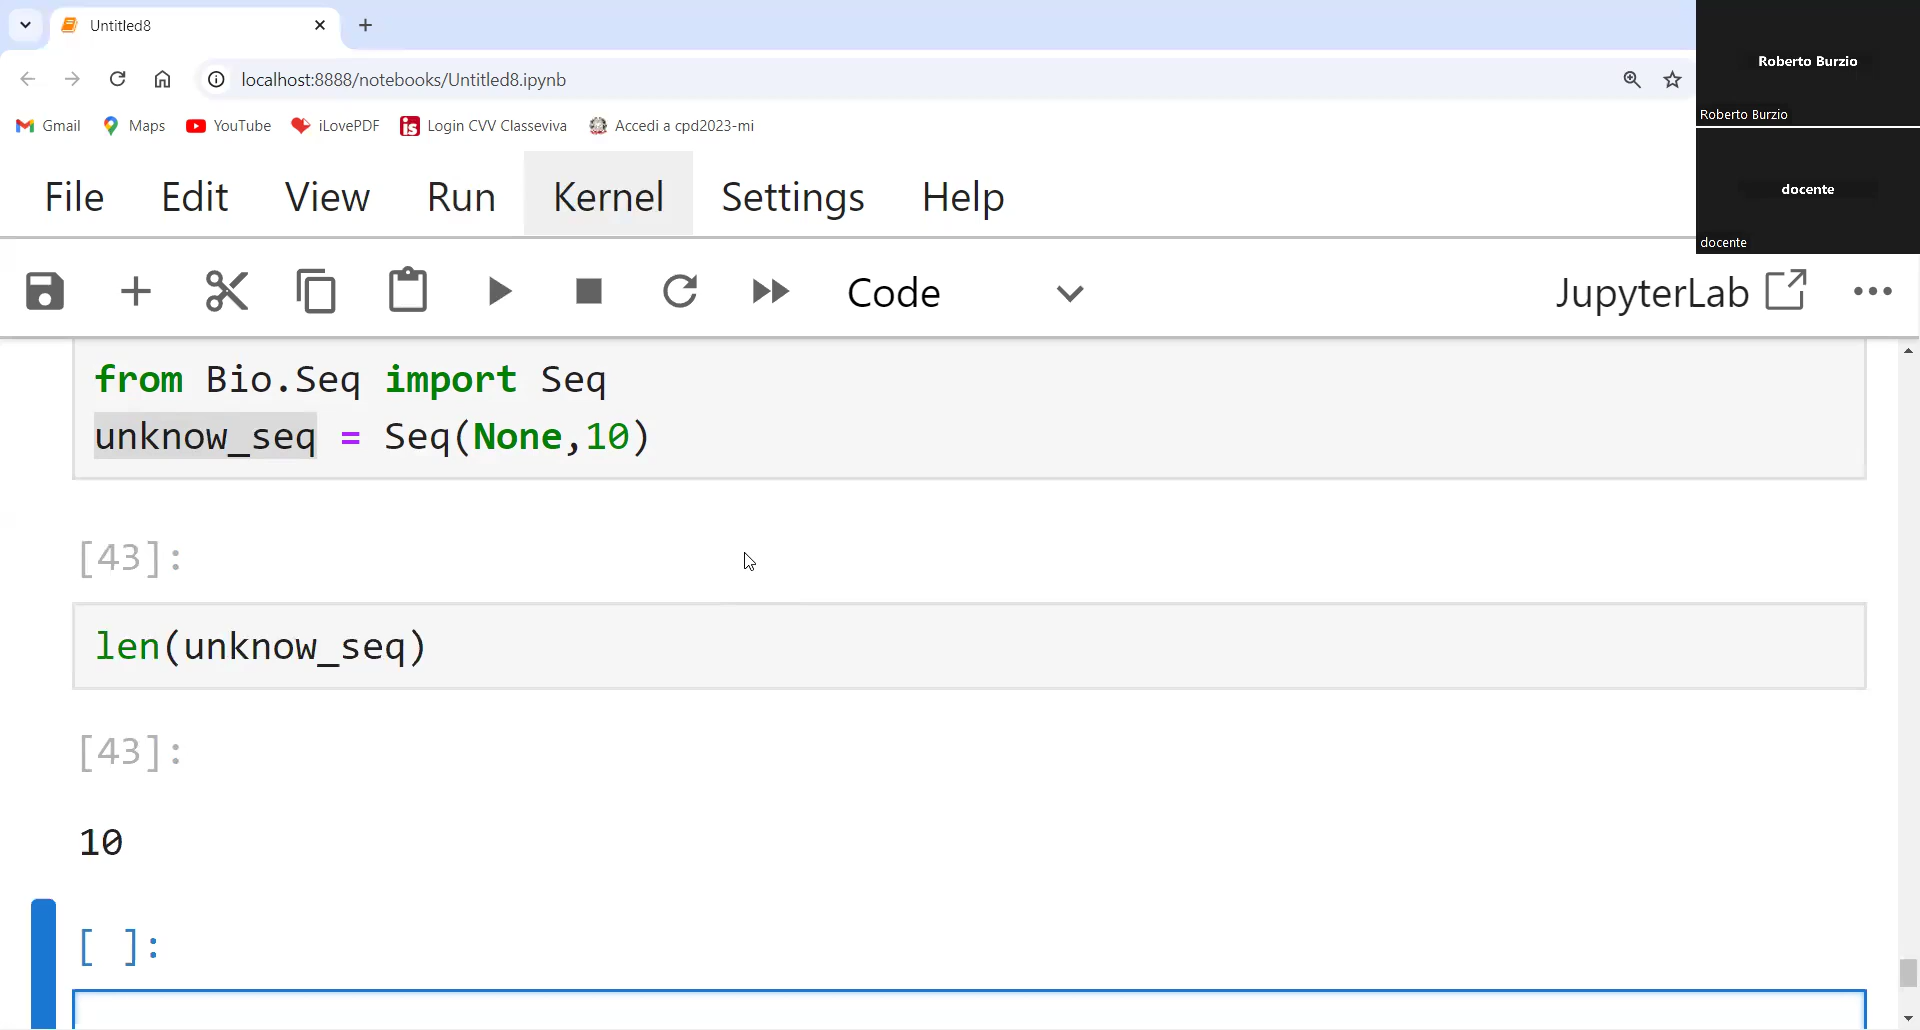 Untitled8
localhost:8888/notebooks/Untitled8.ipynb
Gmail Maps YouTube iLovePDF Login CVV Classeviva Accedi a cpd2023-mi
Roberto Burzio
Roberto Burzio
docente
docente
File Edit View Run Kernel Settings Help
Code JupyterLab
from Bio.Seq import Seq
unknow_seq = Seq(None,10)
[43]:
len(unknow_seq)
[43]:
10
[ ]: